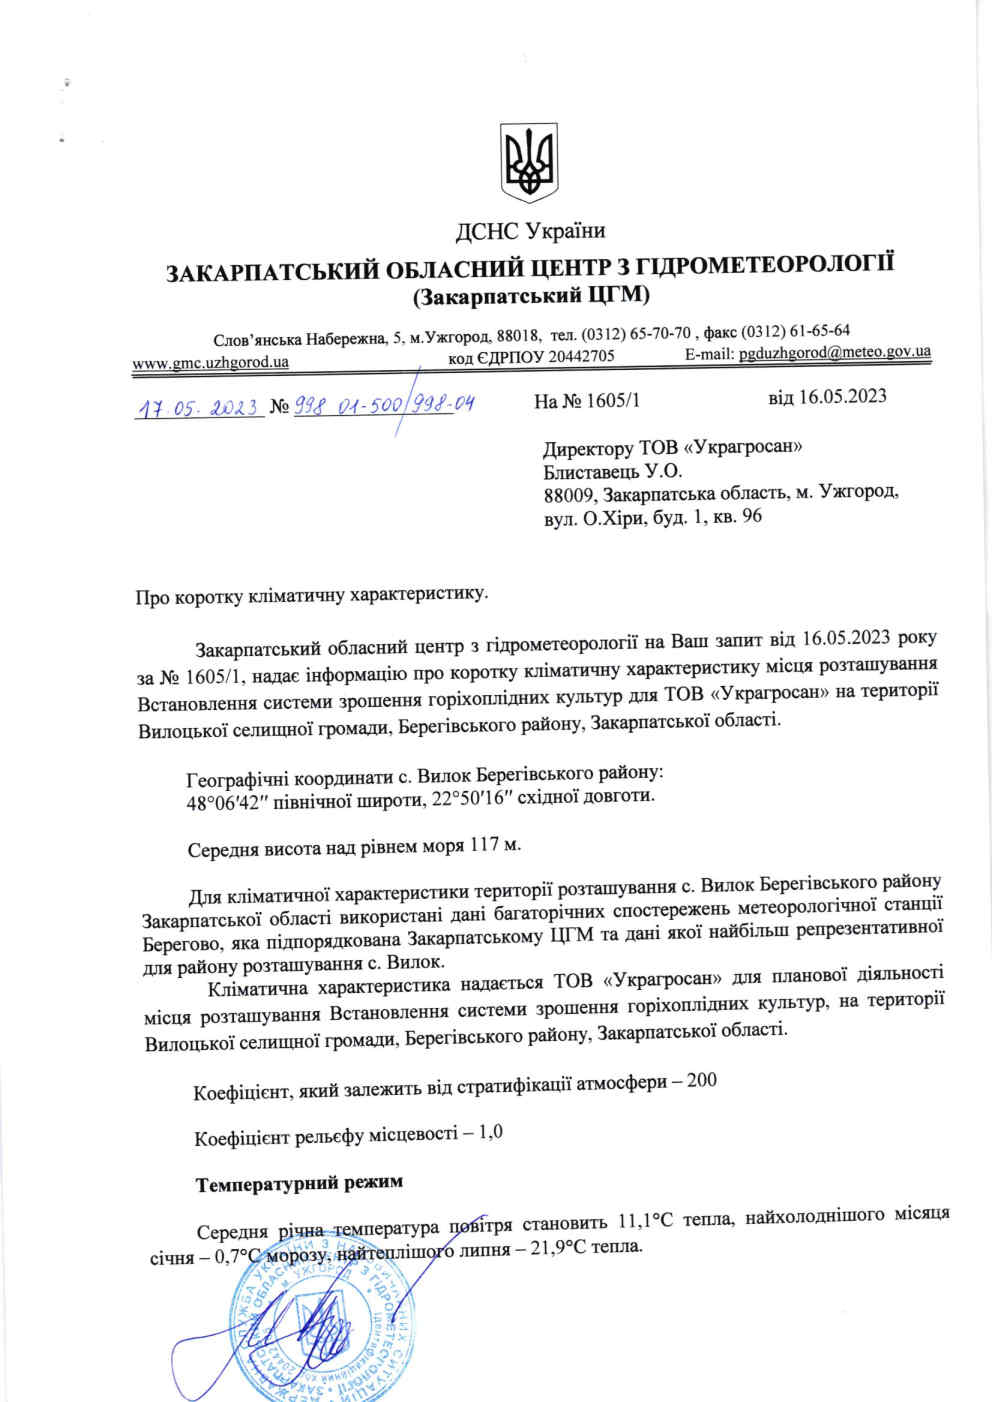 ДСНС України
ЗАКАРПАТСЬКИЙ ОБЛАСНИЙ ЦЕНТР З ГІДРОМЕТЕОРОЛОГІЇ
(Закарпатський ЦГМ)
Слов’янська Набережна, 5, м.Ужгород, 88018, тел. (0312) 65-70-70 , факс (0312) 61-65-64
www.gmc.uzhgorod.ua код ЄДРПОУ 20442705 E-mail: pgduzhgorod@meteo.gov.ua
17.05.2023 № 998 01-500/998-04 На № 1605/1 від 16.05.2023
Директору ТОВ «Украгросан»
Блиставець У.О.
88009, Закарпатська область, м. Ужгород,
вул. О.Хіри, буд. 1, кв. 96
Про коротку кліматичну характеристику.
Закарпатський обласний центр з гідрометеорології на Ваш запит від 16.05.2023 року
за № 1605/1, надає інформацію про коротку кліматичну характеристику місця розташування
Встановлення системи зрошення горіхоплідних культур для ТОВ «Украгросан» на території
Вилоцької селищної громади, Берегівського району, Закарпатської області.
Географічні координати с. Вилок Берегівського району:
48°06′42″ північної широти, 22°50′16″ східної довготи.
Середня висота над рівнем моря 117 м.
Для кліматичної характеристики території розташування с. Вилок Берегівського району
Закарпатської області використані дані багаторічних спостережень метеорологічної станції
Берегово, яка підпорядкована Закарпатському ЦГМ та дані якої найбільш репрезентативної
для району розташування с. Вилок.
Кліматична характеристика надається ТОВ «Украгросан» для планової діяльності
місця розташування Встановлення системи зрошення горіхоплідних культур, на території
Вилоцької селищної громади, Берегівського району, Закарпатської області.
Коефіцієнт, який залежить від стратифікації атмосфери – 200
Коефіцієнт рельєфу місцевості – 1,0
Температурний режим
Середня річна температура повітря становить 11,1°С тепла, найхолоднішого місяця
січня – 0,7°С морозу, найтеплішого липня – 21,9°С тепла.
м. УЖГОРОД